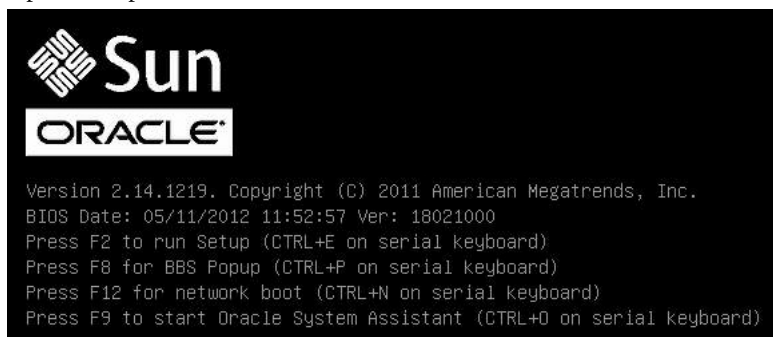 Sun
ORACLE
Version 2.14.1219. Copyright (C) 2011 American Megatrends, Inc.
BIOS Date: 05/11/2012 11:52:57 Ver: 18021000
Press F2 to run Setup (CTRL+E on serial keyboard)
Press F8 for BBS Popup (CTRL+P on serial keyboard)
Press F12 for network boot (CTRL+N on serial keyboard)
Press F9 to start Oracle System Assistant (CTRL+O on serial keyboard)